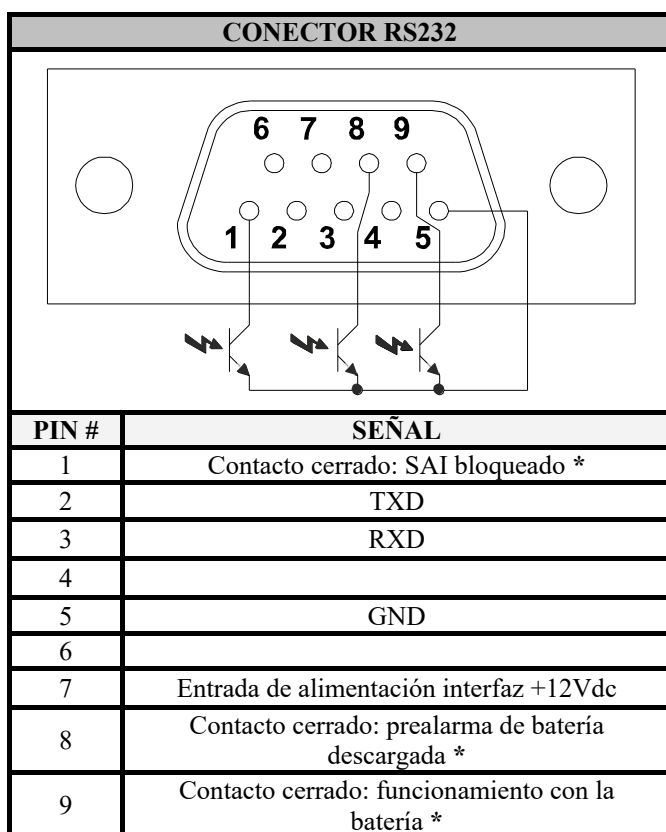 CONECTOR RS232
6 7 8 9
1 2 3 4 5
PIN # SEÑAL
1 Contacto cerrado: SAI bloqueado *
2 TXD
3 RXD
4
5 GND
6
7 Entrada de alimentación interfaz +12Vdc
8 Contacto cerrado: prealarma de batería
descargada *
9 Contacto cerrado: funcionamiento con la
batería *